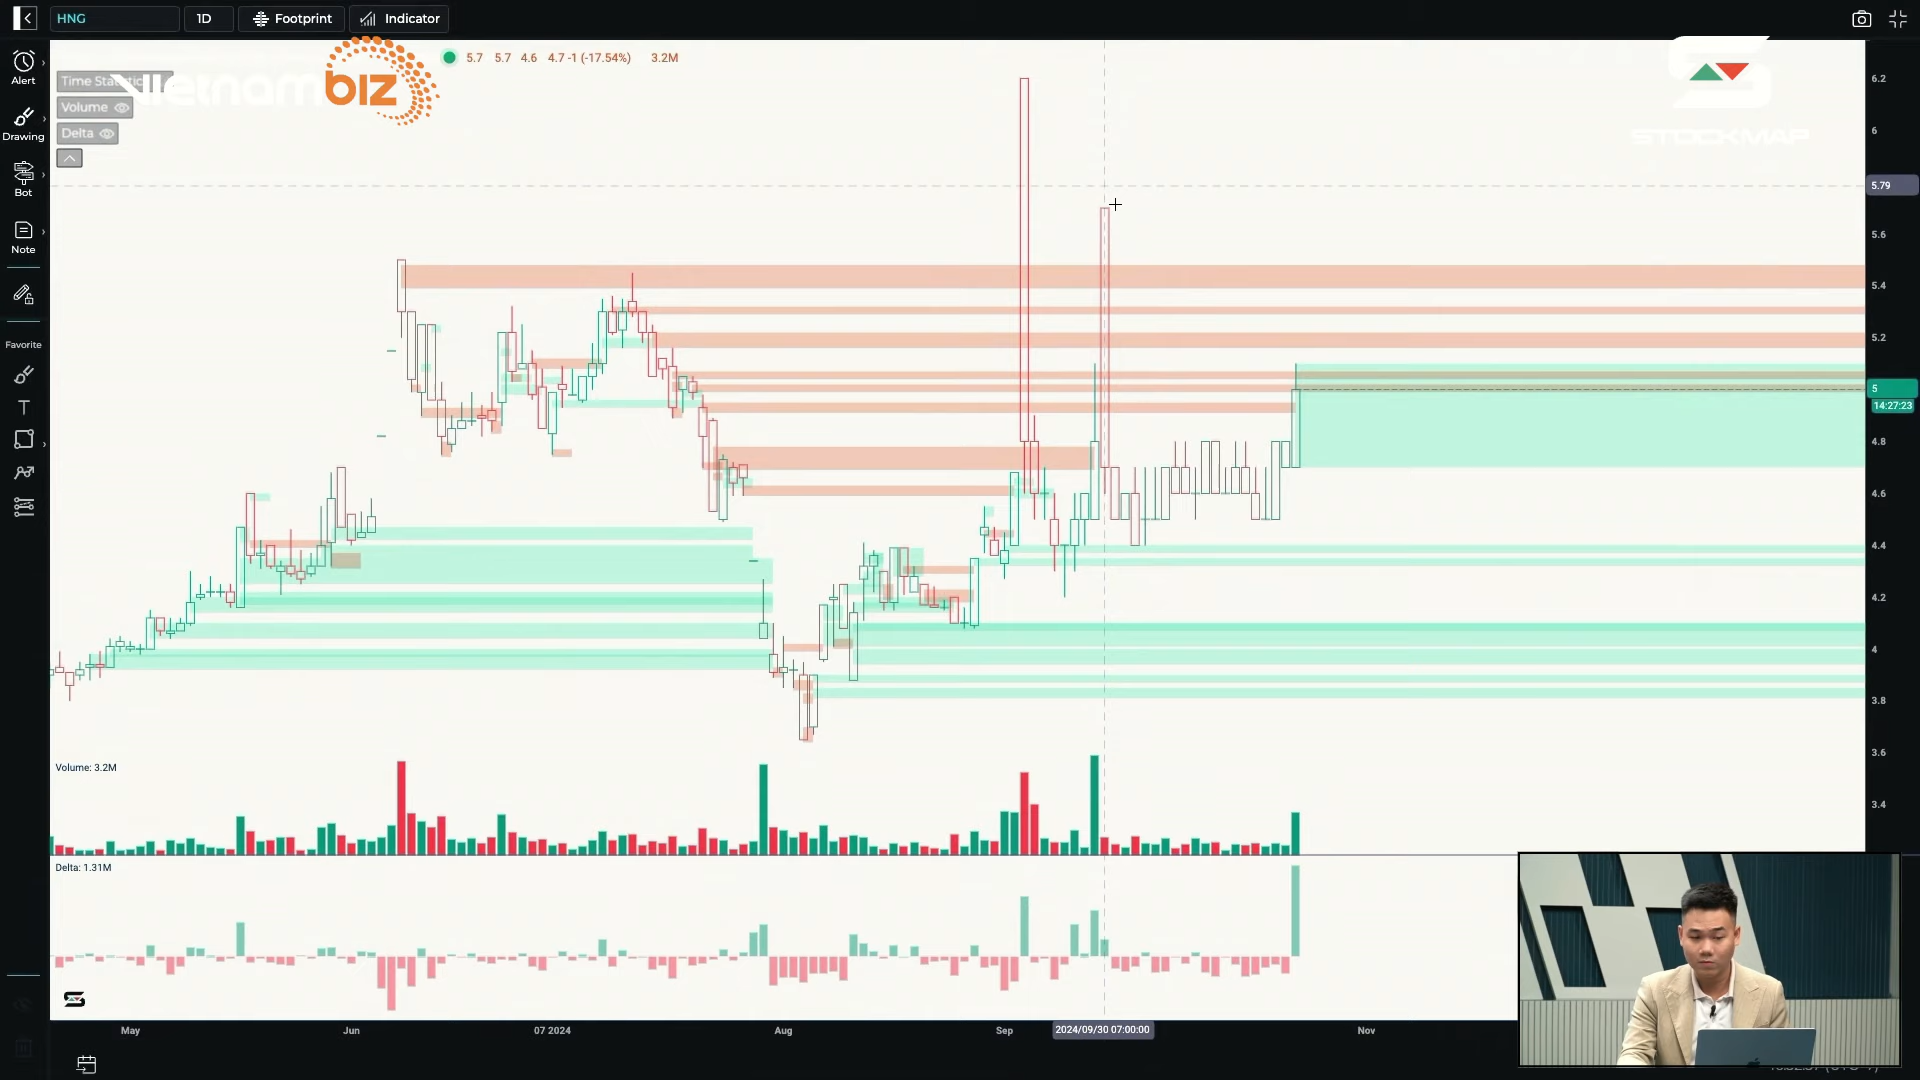 HNG
1D
Footprint
Indicator
Alert
Drawing
Bot
Note
Favorite
Vietnambiz
5.7 5.7 4.6 4.7 -1 (-17.54%) 3.2M
Volume
Delta
STOCKMAP
6.2
6
5.79
5.6
5.4
5.2
5
14:27:23
4.8
4.6
4.4
4.2
4
3.8
3.6
3.4
Volume: 3.2M
Delta: 1.31M
May
Jun
07 2024
Aug
Sep
2024/09/30 07:00:00
Nov